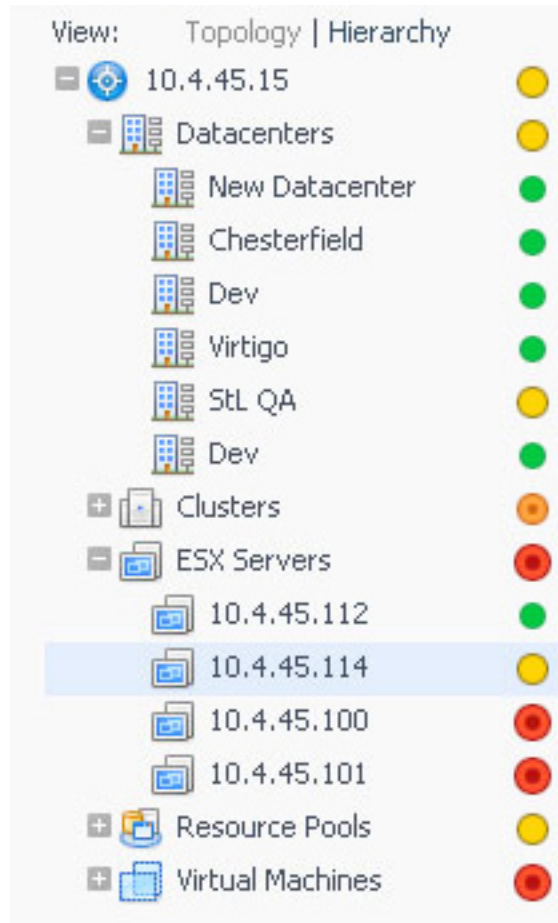 View: Topology | Hierarchy
10.4.45.15
Datacenters
New Datacenter
Chesterfield
Dev
Virtigo
StL QA
Dev
Clusters
ESX Servers
10.4.45.112
10.4.45.114
10.4.45.100
10.4.45.101
Resource Pools
Virtual Machines